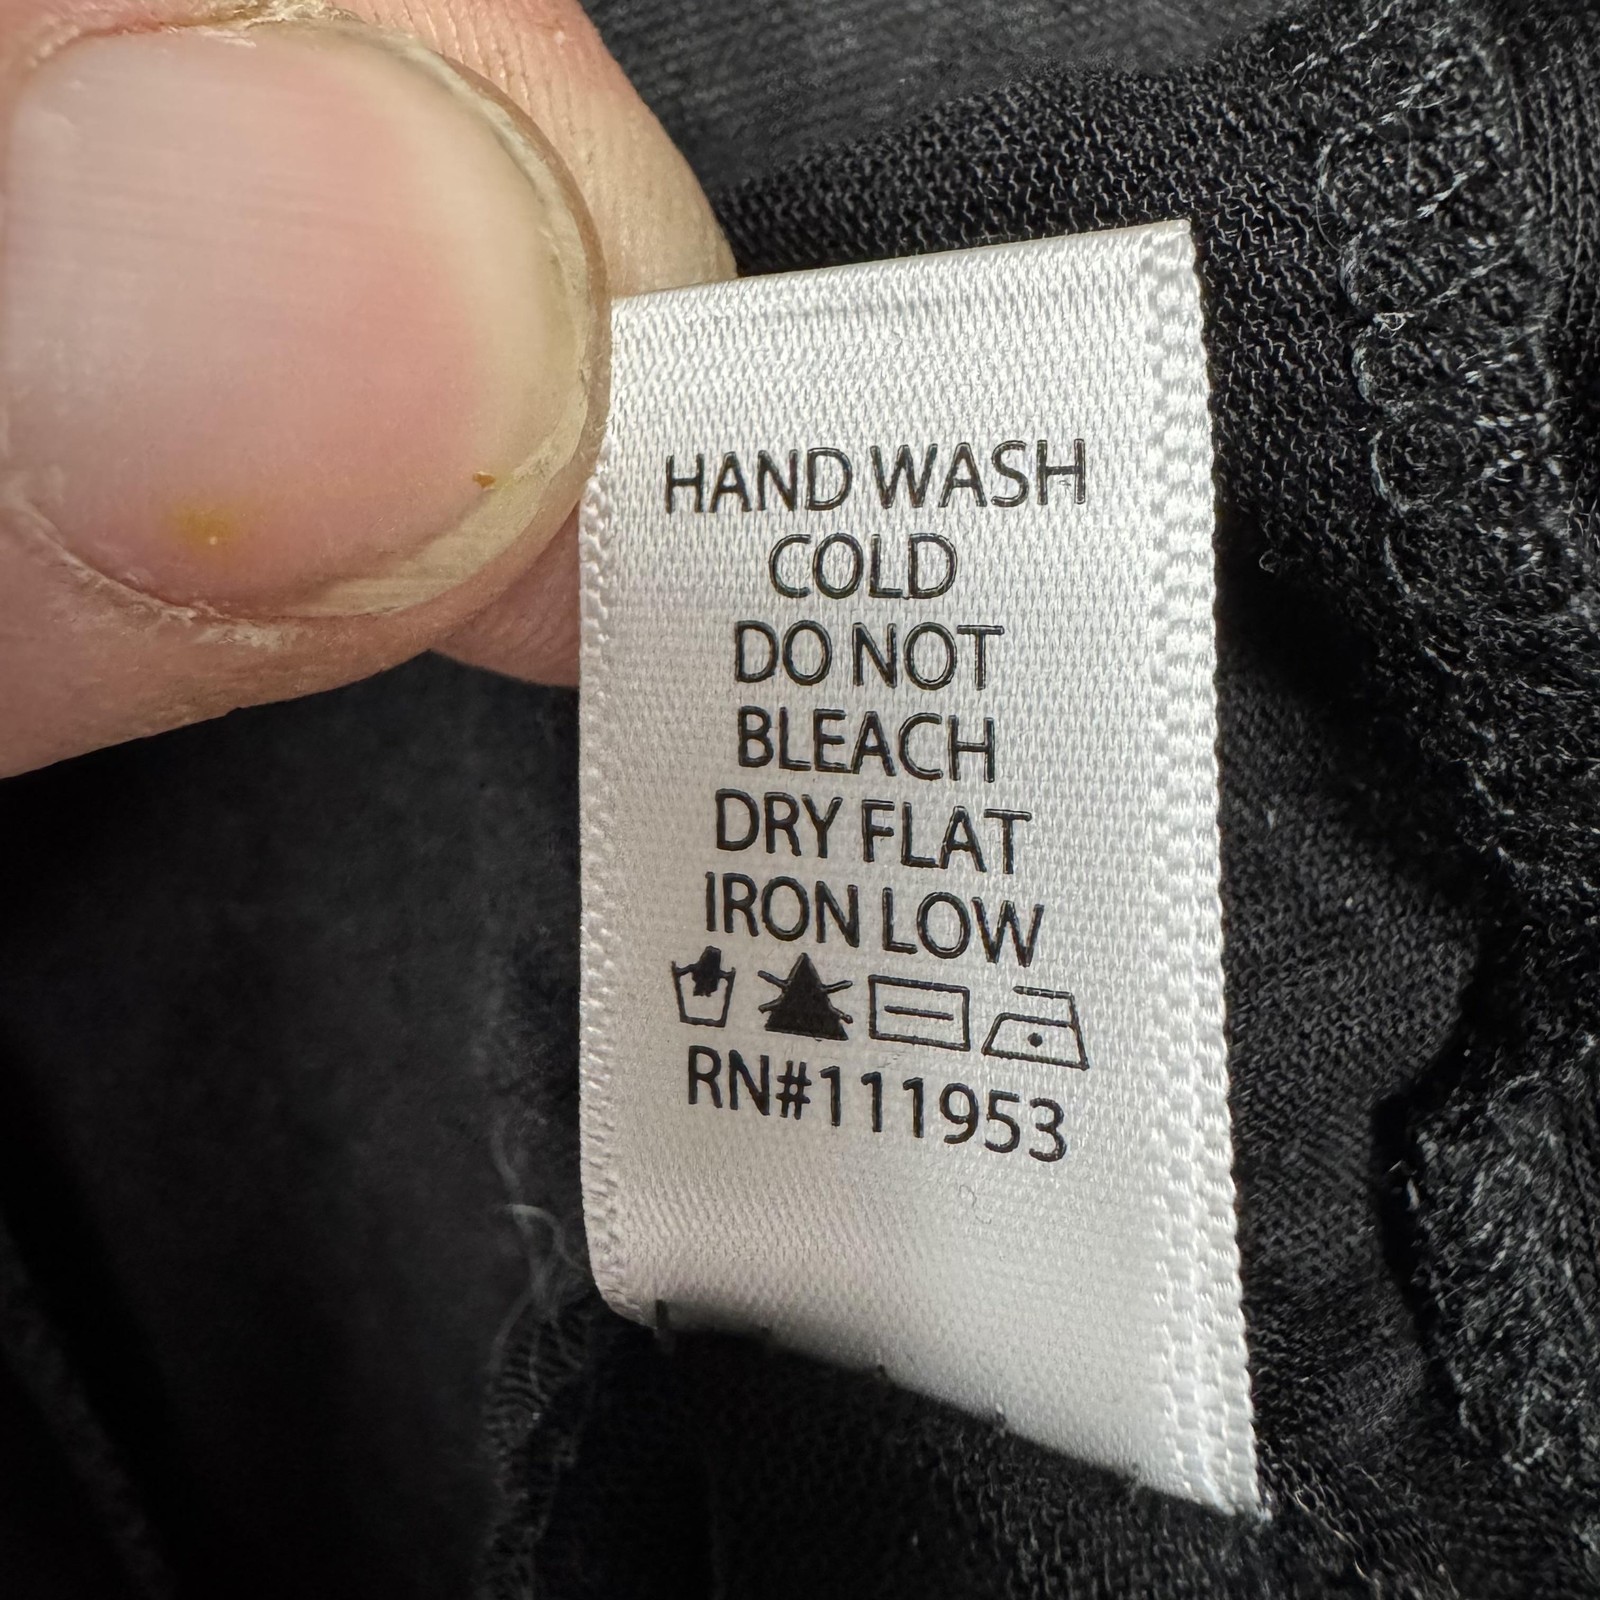 HAND WASH
COLD
DO NOT
BLEACH
DRY FLAT
IRON LOW
RN#111953